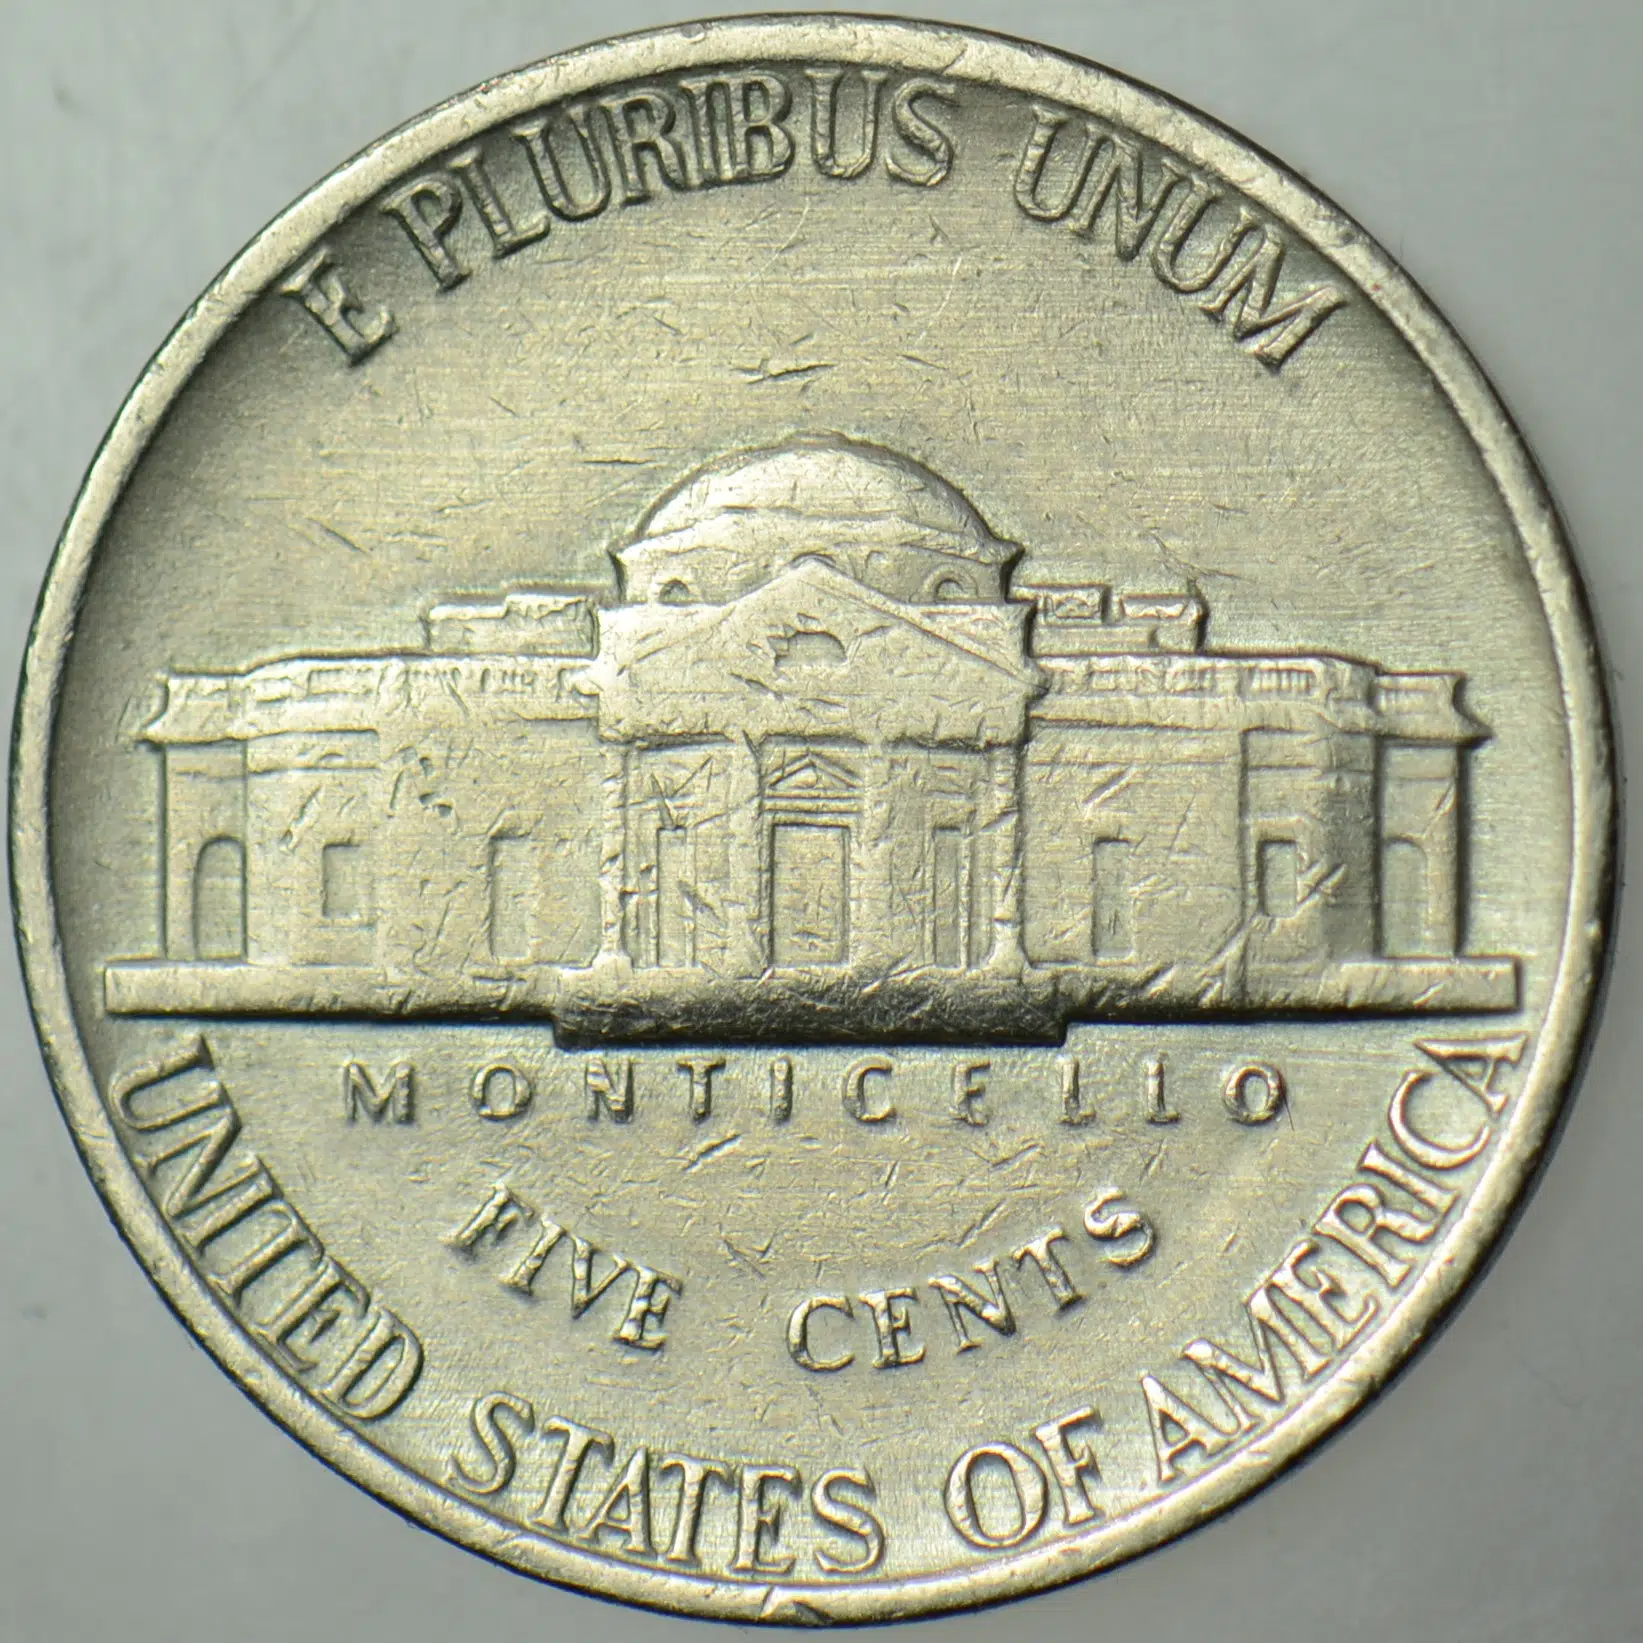 E PLURIBUS UNUM
MONTICELLO
FIVE CENTS
UNITED STATES OF AMERICA